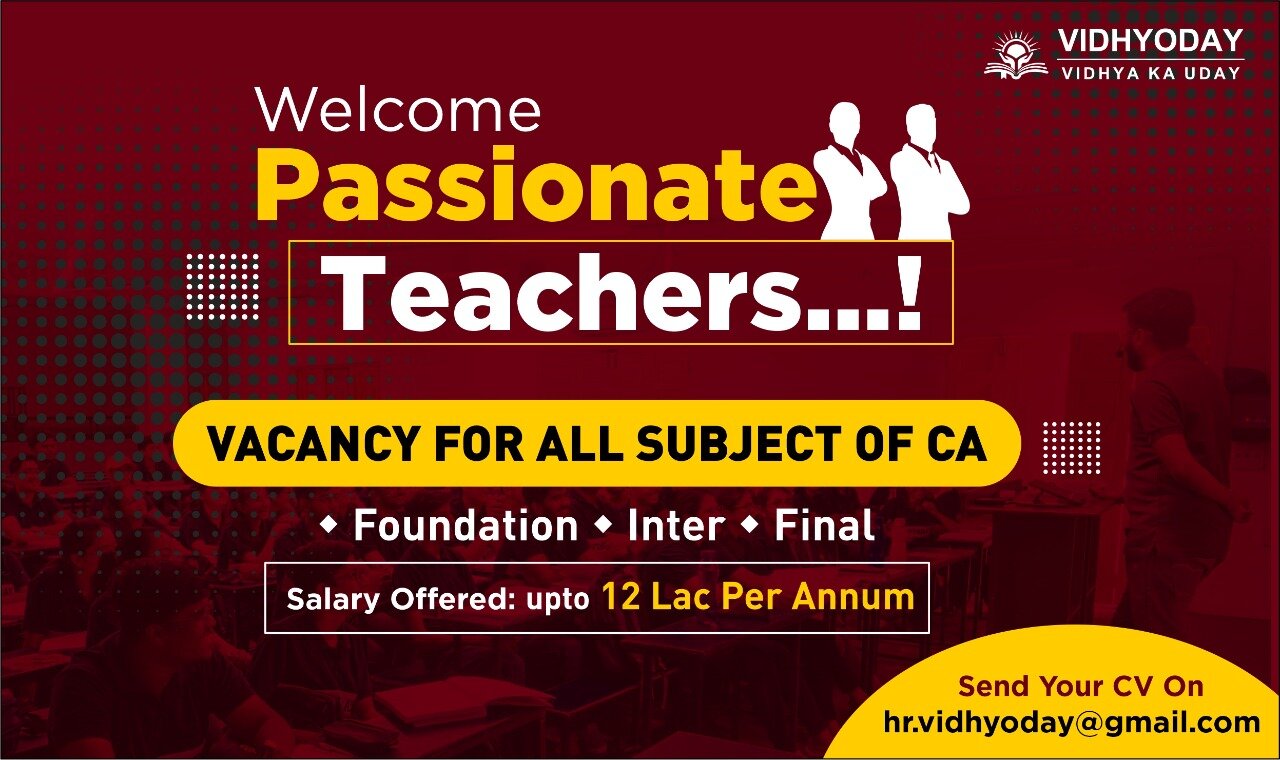 VIDHYODAY
VIDHYA KA UDAY
Welcome
Passionate
Teachers...!
VACANCY FOR ALL SUBJECT OF CA
Foundation ◆ Inter ◆ Final
Salary Offered: upto 12 Lac Per Annum
Send Your CV On
hr.vidhyoday@gmail.com